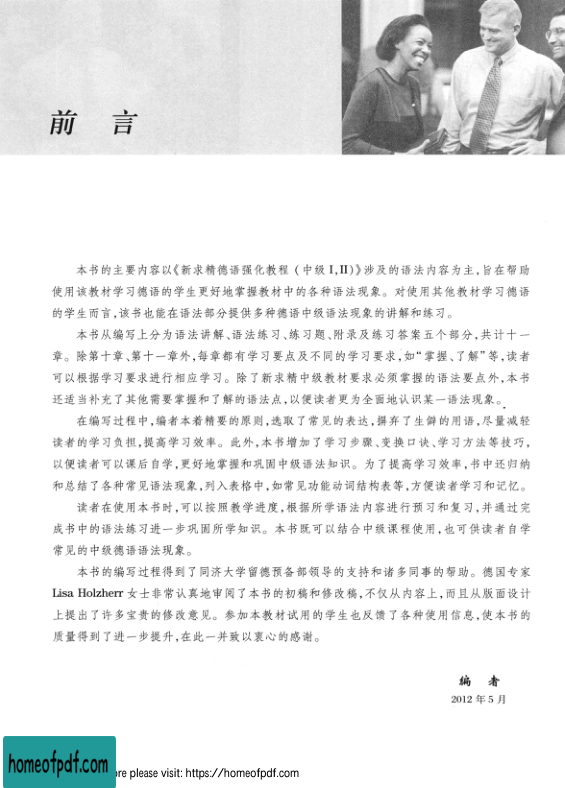 前 言
本书的主要内容以《新求精德语强化教程(中级Ⅰ,Ⅱ)》涉及的语法内容为主,旨在帮助
使用该教材学习德语的学生更好地掌握教材中的各种语法现象。对使用其他教材学习德语
的学生而言,该书也能在语法部分提供多种德语中级语法现象的讲解和练习。
本书从编写上分为语法讲解、语法练习、练习题、附录及练习答案五个部分,共计十一
章。除第十章、第十一章外,每章都有学习要点及不同的学习要求,如“掌握、了解”等,读者
可以根据学习要求进行相应学习。除了新求精中级教材要求必须掌握的语法要点外,本书
还适当补充了其他需要掌握和了解的语法点,以便读者更为全面地认识某一语法现象。
在编写过程中,编者本着精要的原则,选取了常见的表达,摒弃了生僻的用语,尽量减轻
读者的学习负担,提高学习效率。此外,本书增加了学习步骤、变换口诀、学习方法等技巧,
以便读者可以课后自学,更好地掌握和巩固中级语法知识。为了提高学习效率,书中还归纳
和总结了各种常见语法现象,列入表格中,如常见功能动词结构表等,方便读者学习和记忆。
读者在使用本书时,可以按照教学进度,根据所学语法内容进行预习和复习,并通过完
成书中的语法练习进一步巩固所学知识。本书既可以结合中级课程使用,也可供读者自学
常见的中级德语语法现象。
本书的编写过程得到了同济大学留德预备部领导的支持和诸多同事的帮助。德国专家
Lisa Holzherr 女士非常认真地审阅了本书的初稿和修改稿,不仅从内容上,而且从版面设计
上提出了许多宝贵的修改意见。参加本教材试用的学生也反馈了各种使用信息,使本书的
质量得到了进一步提升,在此一并致以衷心的感谢。
编 者
2012 年 5 月
homeofpdf.com
re please visit: https://homeofpdf.com